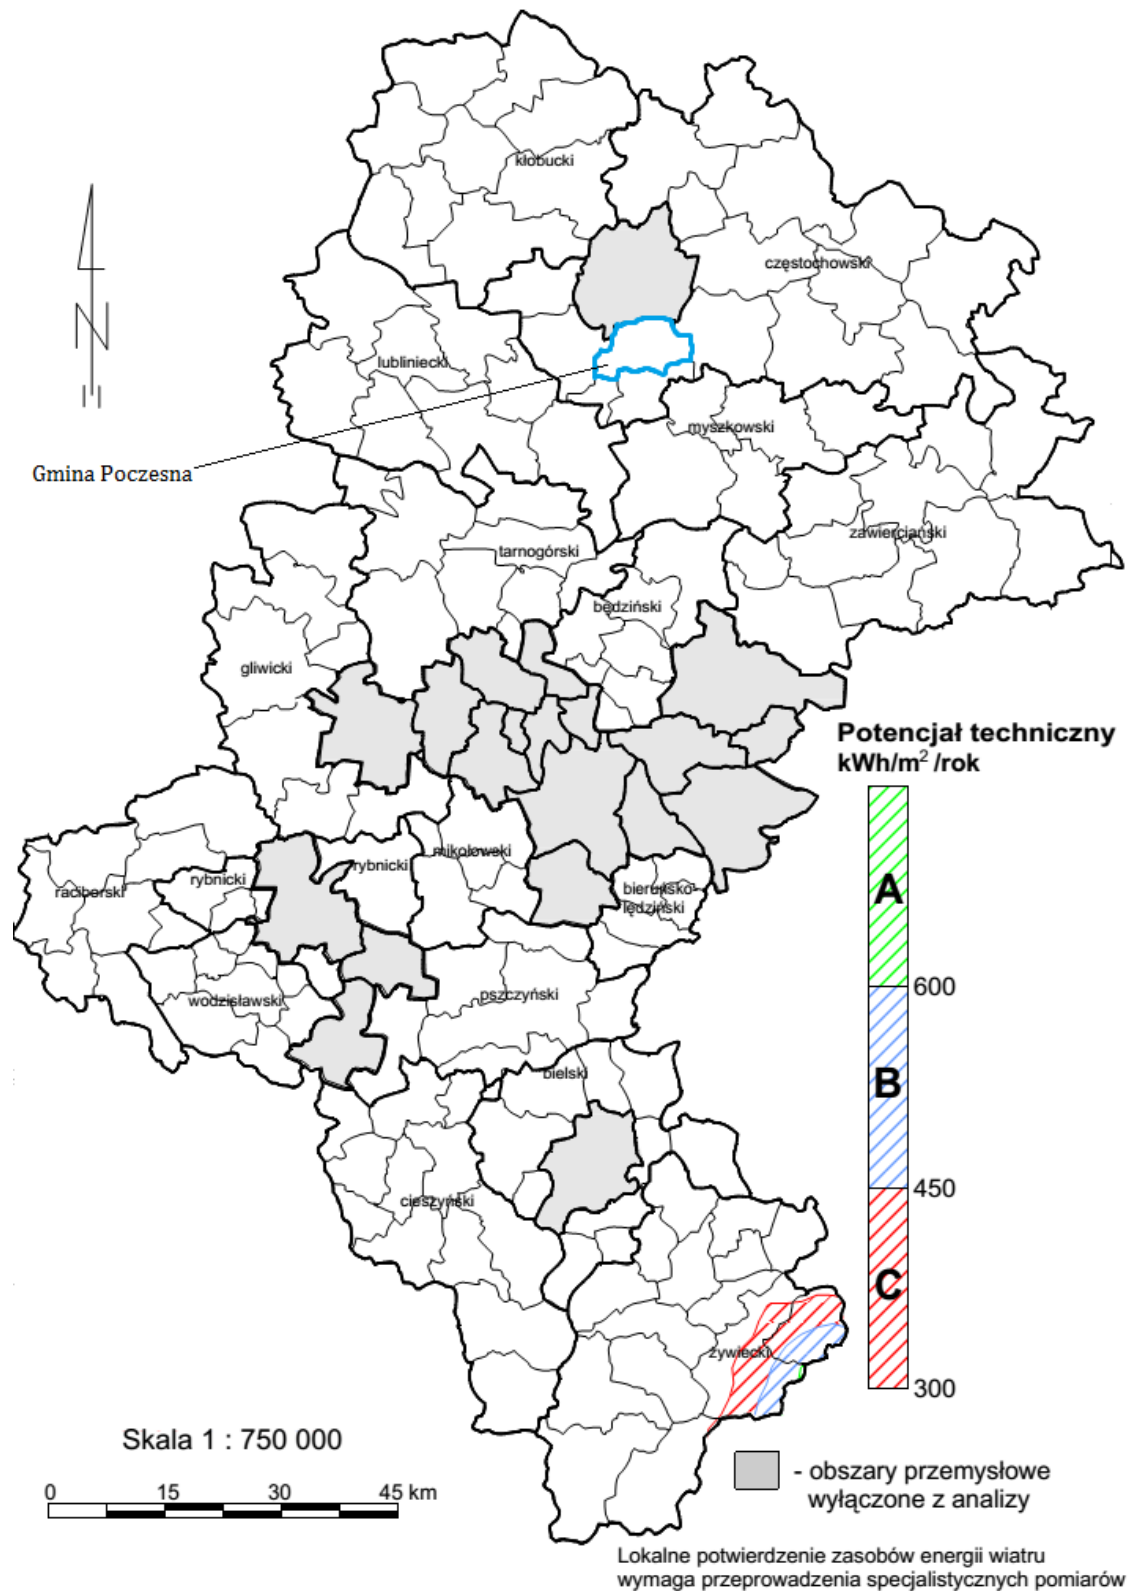 kłobucki
częstochowski
lubliniecki
myszkowski
Gmina Poczesna
zawierciański
tarnogórski
będziński
gliwicki
Potencjał techniczny
kWh/m² /rok
A
mikołowski
rybnicki
rybnicki
raciborski
bieruńsko-
lędziński
600
pszczyński
wodzisławski
bielski
B
450
cieszyński
C
żywiecki
300
Skala 1 : 750 000
0 15 30 45 km
- obszary przemysłowe
wyłączone z analizy
Lokalne potwierdzenie zasobów energii wiatru
wymaga przeprowadzenia specjalistycznych pomiarów
N